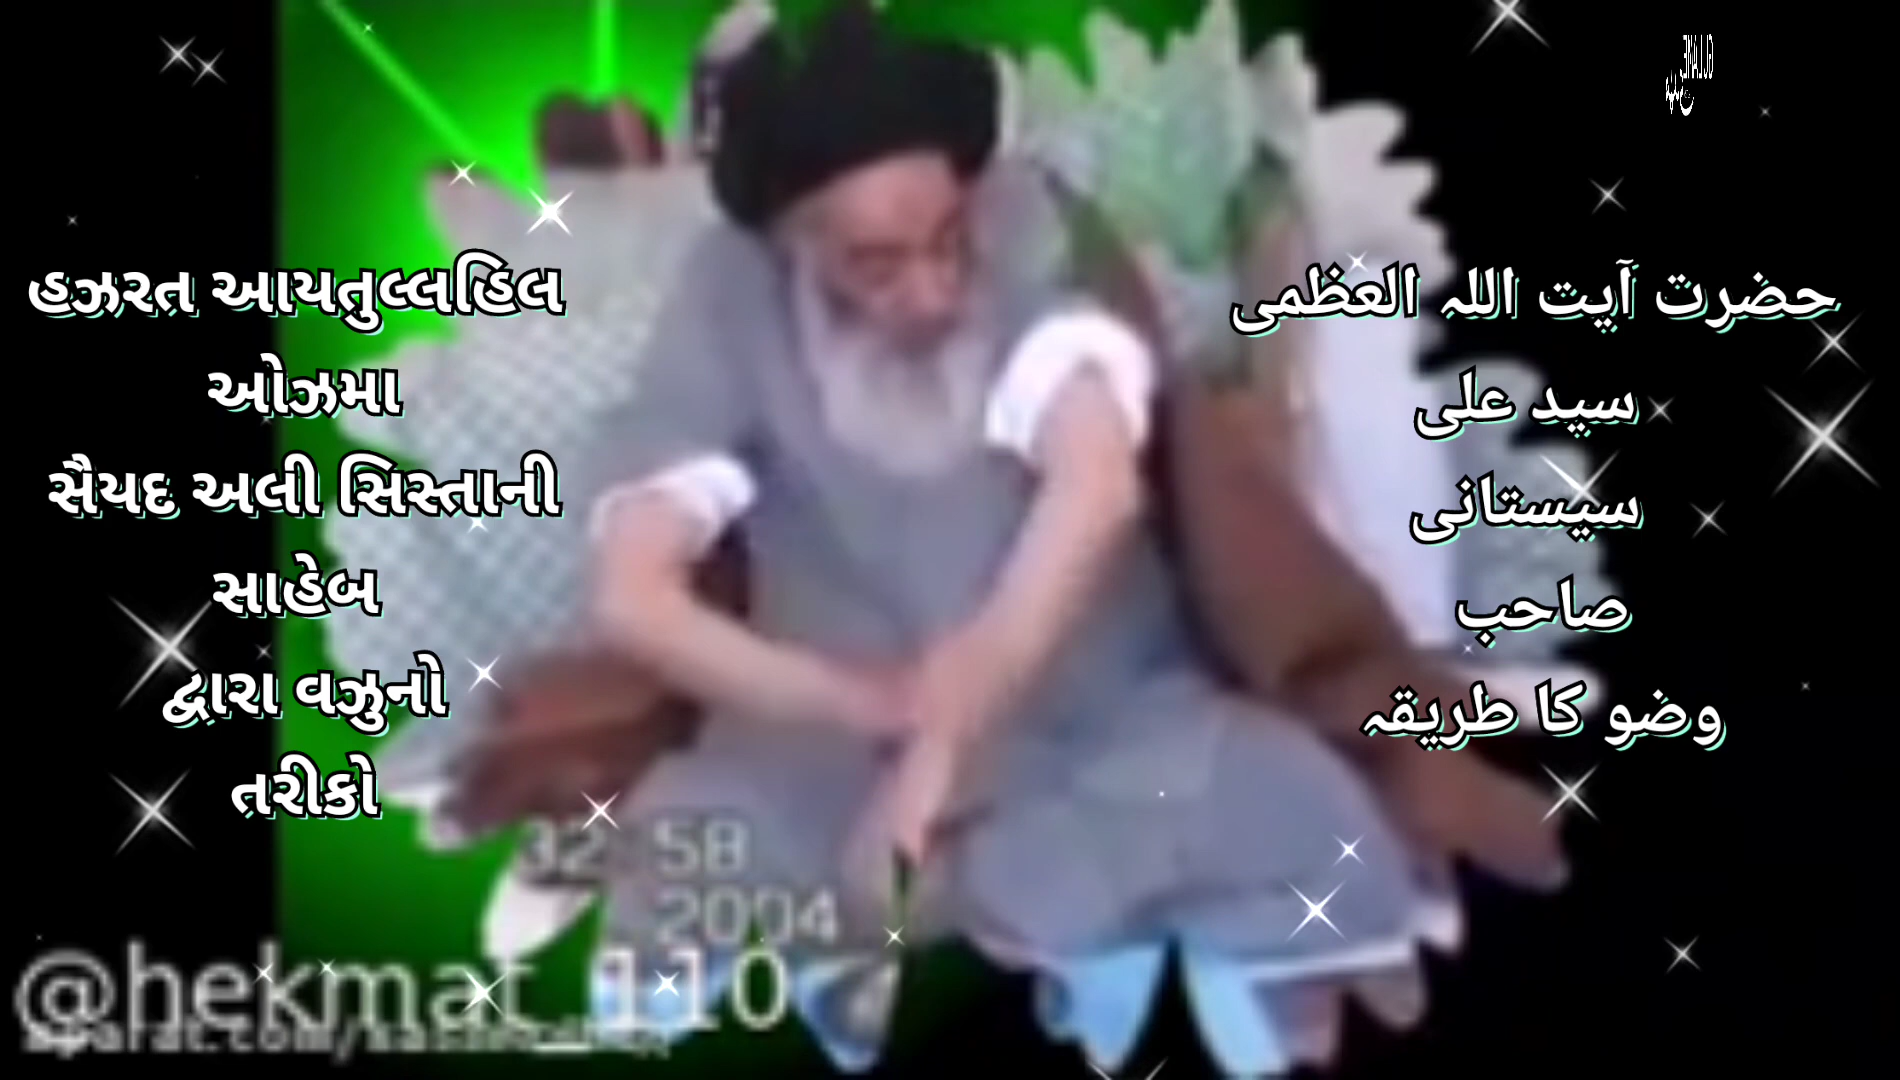 હઝરત આયતુલ્લહિલ
ઓઝમા
સૈયદ અલી સિસ્તાની
સાહેબ
દ્વારા વઝુનો
તરીકો
حضرت آیت اللہ العظمی
سید علی
سیستانی
صاحب
وضو کا طریقہ
32 58
2004
@hekmat_110